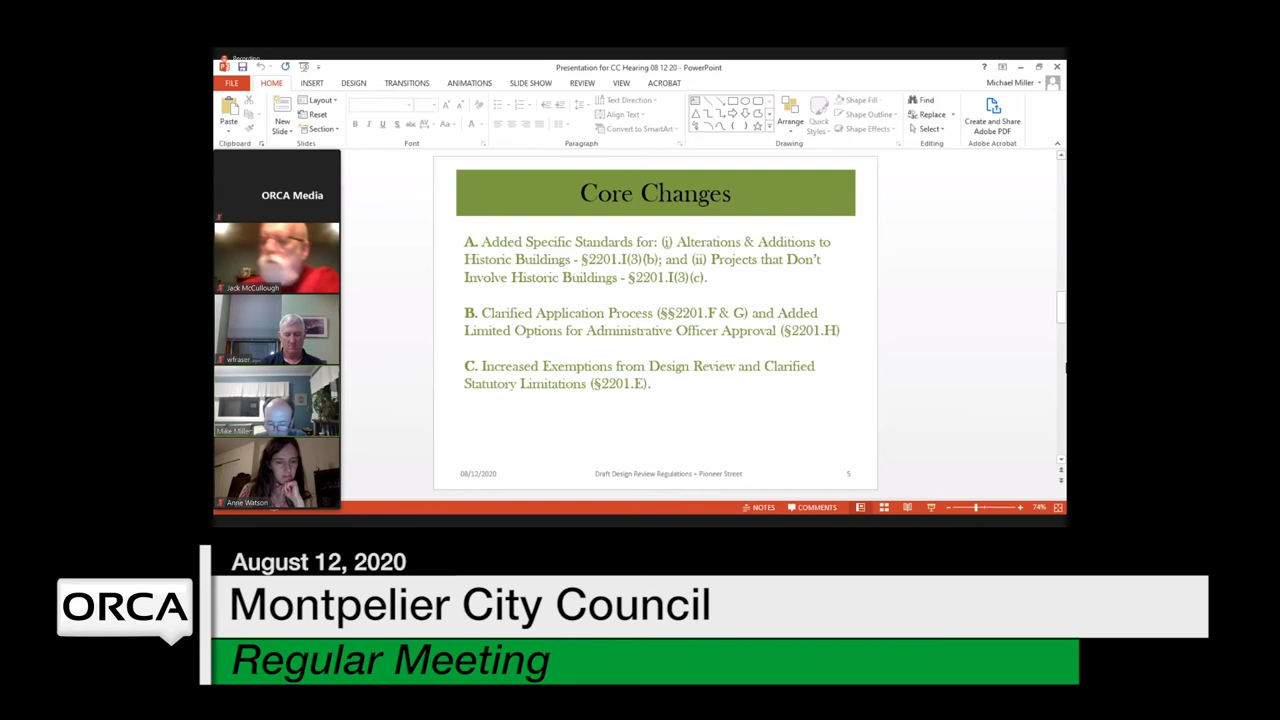 Recording
Presentation for CC Hearing 08 12 20 - PowerPoint
?
FILE HOME INSERT DESIGN TRANSITIONS ANIMATIONS SLIDE SHOW REVIEW VIEW ACROBAT Michael Miller
Paste
New Slide
Layout
Reset
Section
B I U S abc AV Aa A
Text Direction
Align Text
Convert to SmartArt
Arrange
Quick Styles
Shape Fill
Shape Outline
Shape Effects
Find
Replace
Select
Create and Share
Adobe PDF
Clipboard Slides Font Paragraph Drawing Editing Adobe Acrobat
ORCA Media
Jack McCullough
wfraser
Mike Miller
Anne Watson
Core Changes
A. Added Specific Standards for: (i) Alterations & Additions to
Historic Buildings - §2201.I(3)(b); and (ii) Projects that Don't
Involve Historic Buildings - §2201.I(3)(c).
B. Clarified Application Process (§§2201.F & G) and Added
Limited Options for Administrative Officer Approval (§2201.H)
C. Increased Exemptions from Design Review and Clarified
Statutory Limitations (§2201.E).
08/12/2020 Draft Design Review Regulations – Pioneer Street 5
NOTES COMMENTS 74%
August 12, 2020
ORCA
Montpelier City Council
Regular Meeting